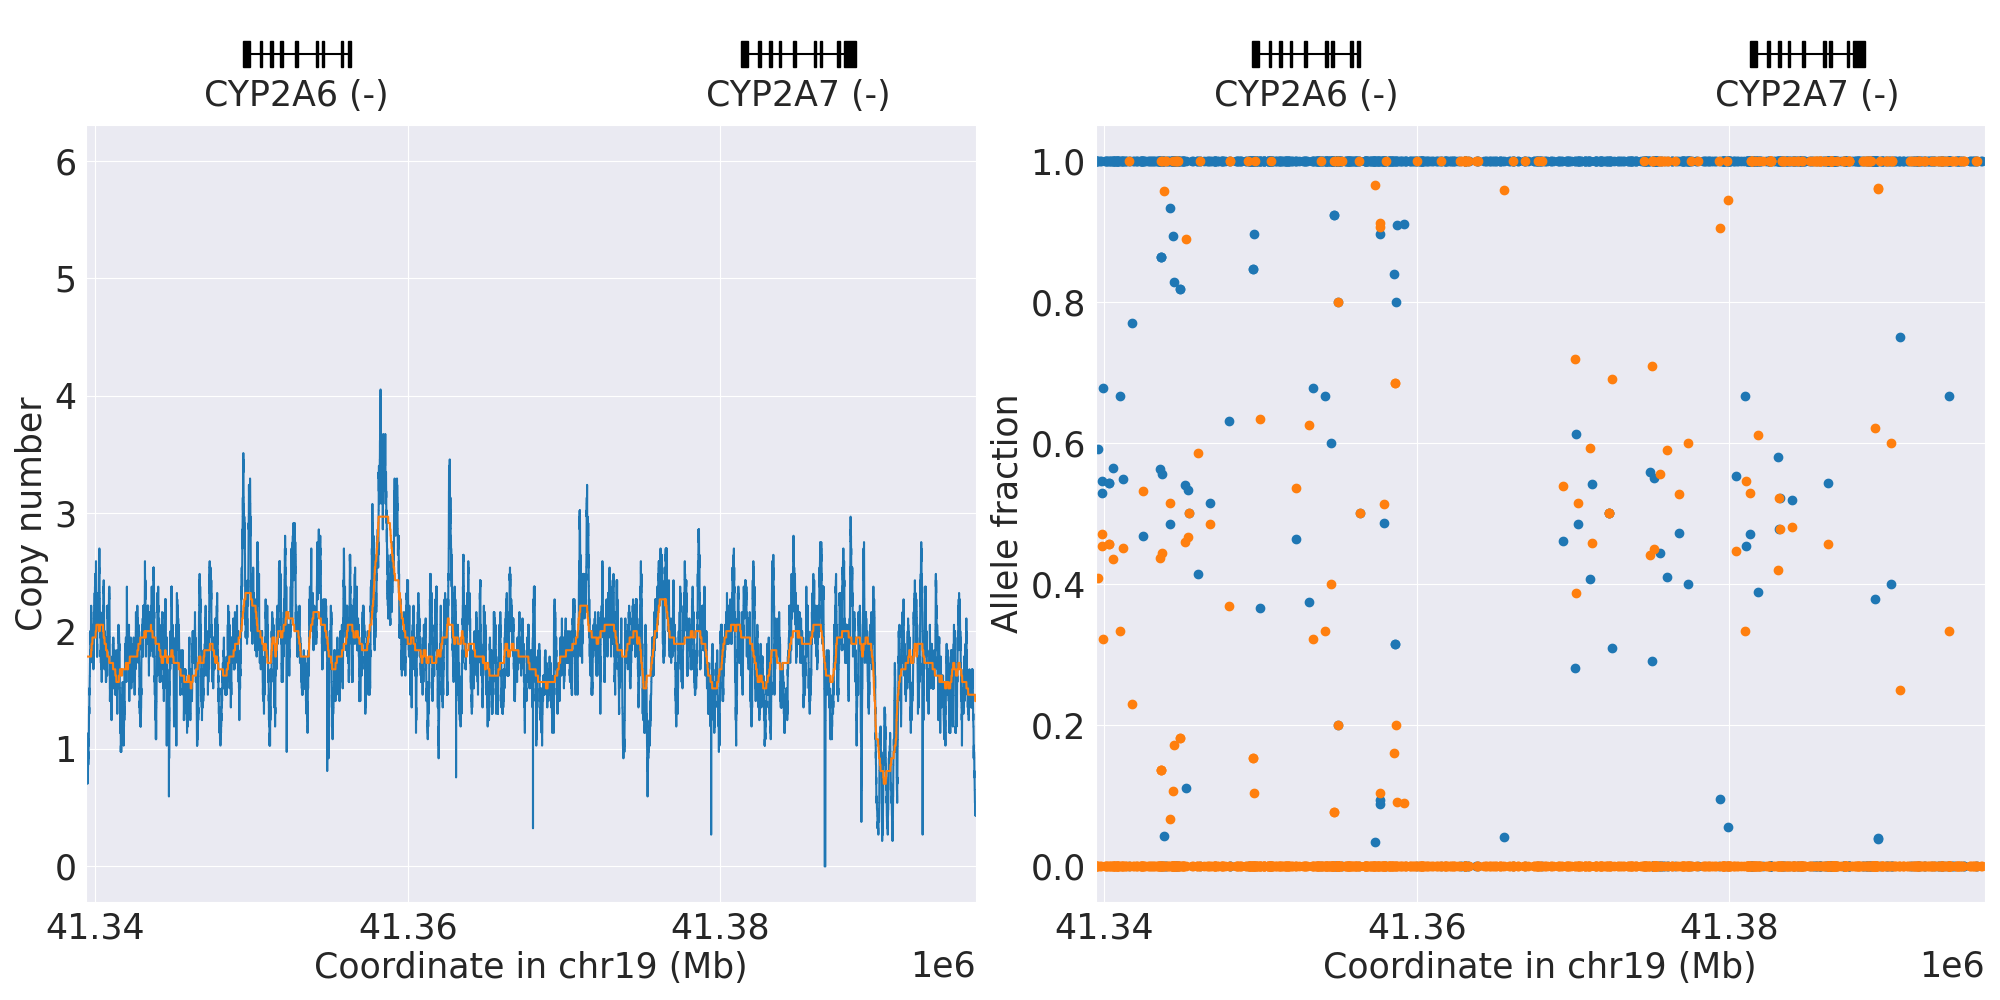 CYP2A6 (-)
CYP2A7 (-)
6
5
4
3
2
1
0
Copy number
41.34
41.36
41.38
Coordinate in chr19 (Mb)
1e6
CYP2A6 (-)
CYP2A7 (-)
1.0
0.8
0.6
0.4
0.2
0.0
Allele fraction
41.34
41.36
41.38
Coordinate in chr19 (Mb)
1e6